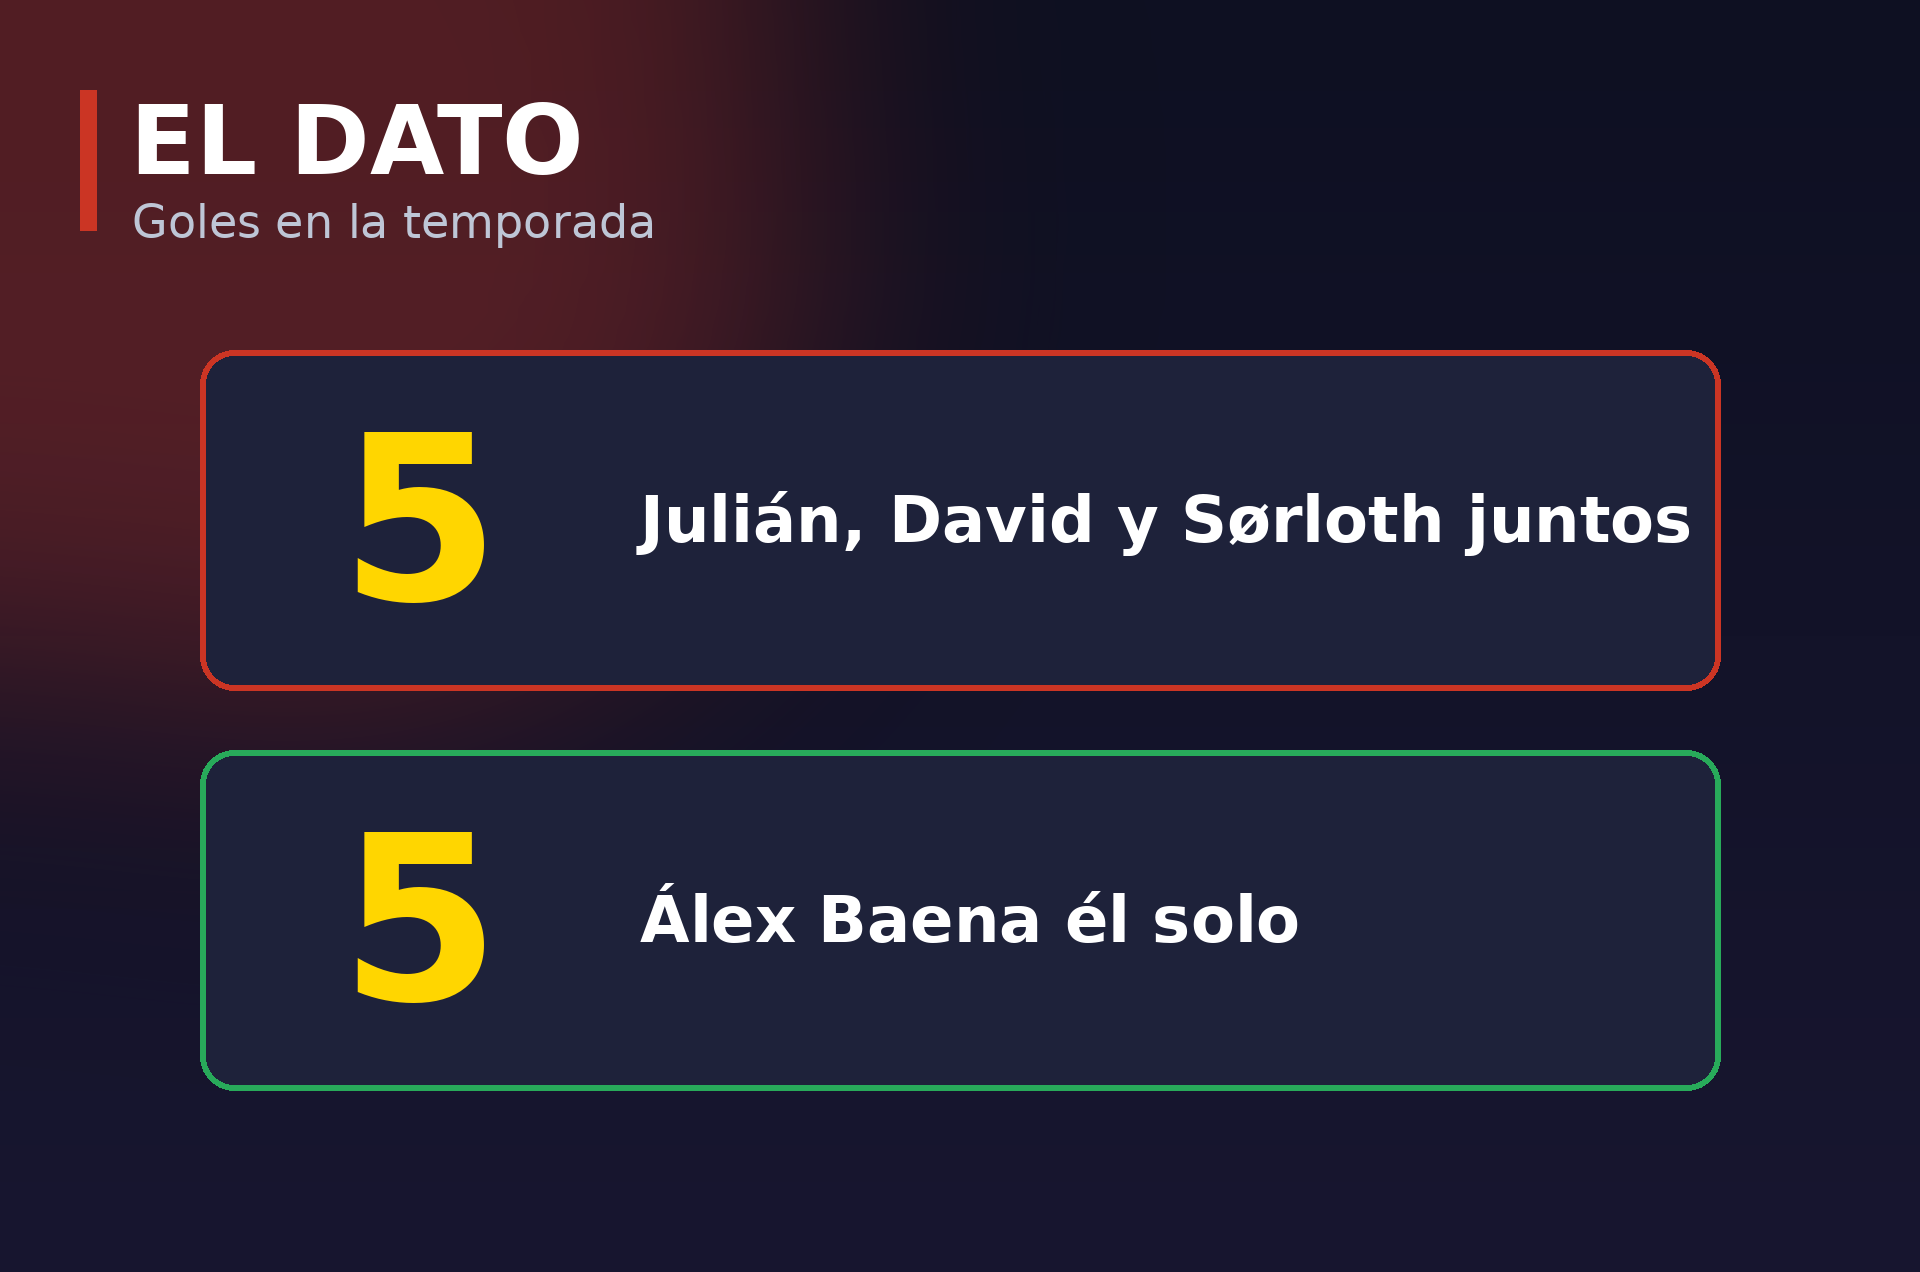 EL DATO
Goles en la temporada
5
Julián, David y Sørloth juntos
5
Álex Baena él solo